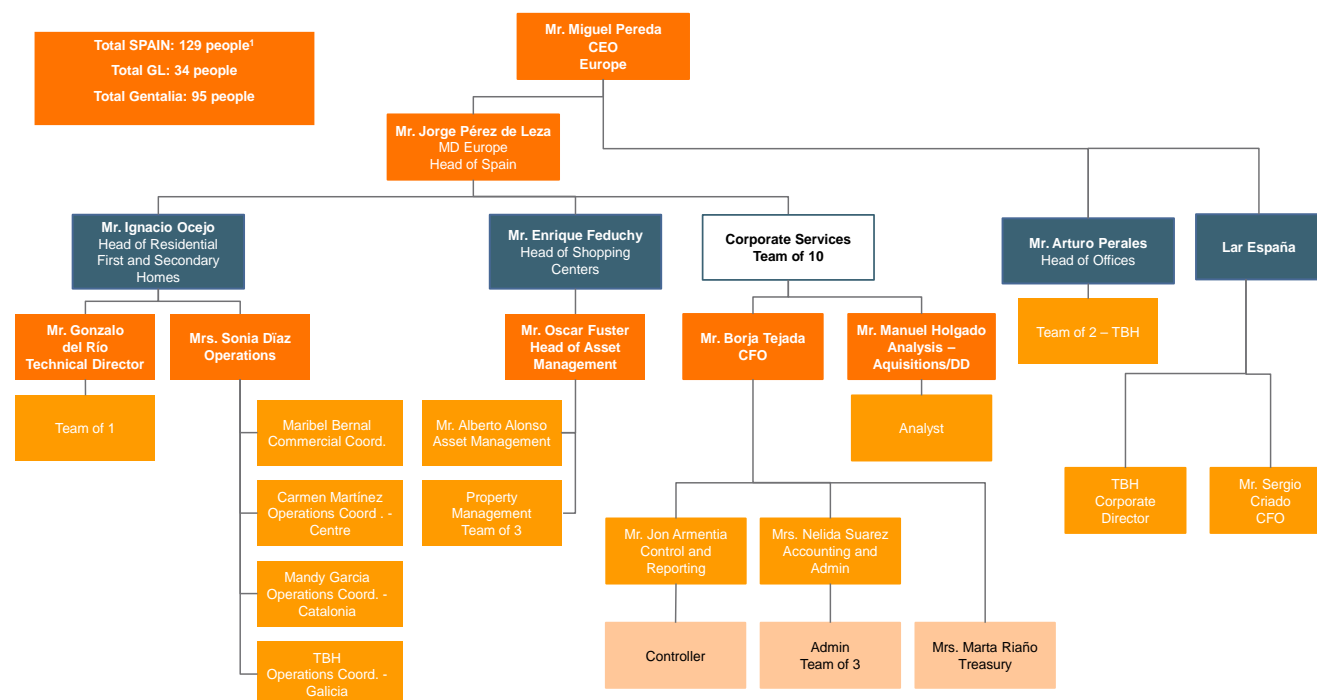 Total SPAIN: 129 people¹
Total GL: 34 people
Total Gentalia: 95 people
Mr. Miguel Pereda
CEO
Europe
Mr. Jorge Pérez de Leza
MD Europe
Head of Spain
Mr. Ignacio Ocejo
Head of Residential
First and Secondary
Homes
Mr. Enrique Feduchy
Head of Shopping
Centers
Corporate Services
Team of 10
Mr. Arturo Perales
Head of Offices
Lar España
Mr. Gonzalo
del Río
Technical Director
Mrs. Sonia Dïaz
Operations
Mr. Oscar Fuster
Head of Asset
Management
Mr. Borja Tejada
CFO
Mr. Manuel Holgado
Analysis –
Aquisitions/DD
Team of 2 – TBH
Team of 1
Maribel Bernal
Commercial Coord.
Mr. Alberto Alonso
Asset Management
Analyst
Carmen Martínez
Operations Coord . -
Centre
Property
Management
Team of 3
TBH
Corporate
Director
Mr. Sergio
Criado
CFO
Mr. Jon Armentia
Control and
Reporting
Mrs. Nelida Suarez
Accounting and
Admin
Mandy Garcia
Operations Coord. -
Catalonia
TBH
Operations Coord. -
Galicia
Controller
Admin
Team of 3
Mrs. Marta Riaño
Treasury